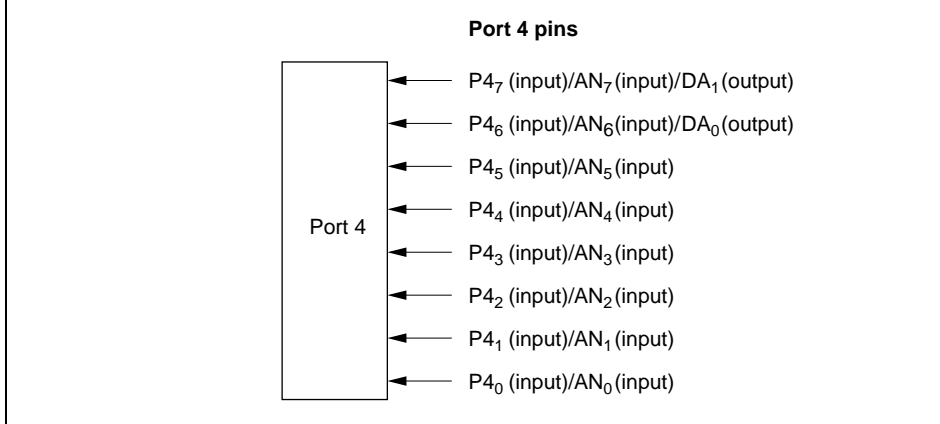 Port 4 pins
P4₇ (input)/AN₇(input)/DA₁(output)
P4₆ (input)/AN6(input)/DA₀(output)
P4₅ (input)/AN₅(input)
P4₄ (input)/AN₄(input)
Port 4
P4₃ (input)/AN₃(input)
P4₂ (input)/AN₂(input)
P4₁ (input)/AN₁(input)
P4₀ (input)/AN₀(input)